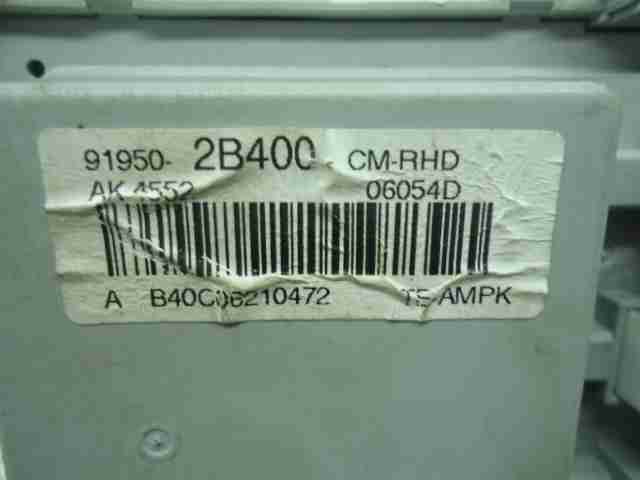 91950- 2B400 CM-RHD
AK 4552 06054D
A B40C06210472 TE-AMPK